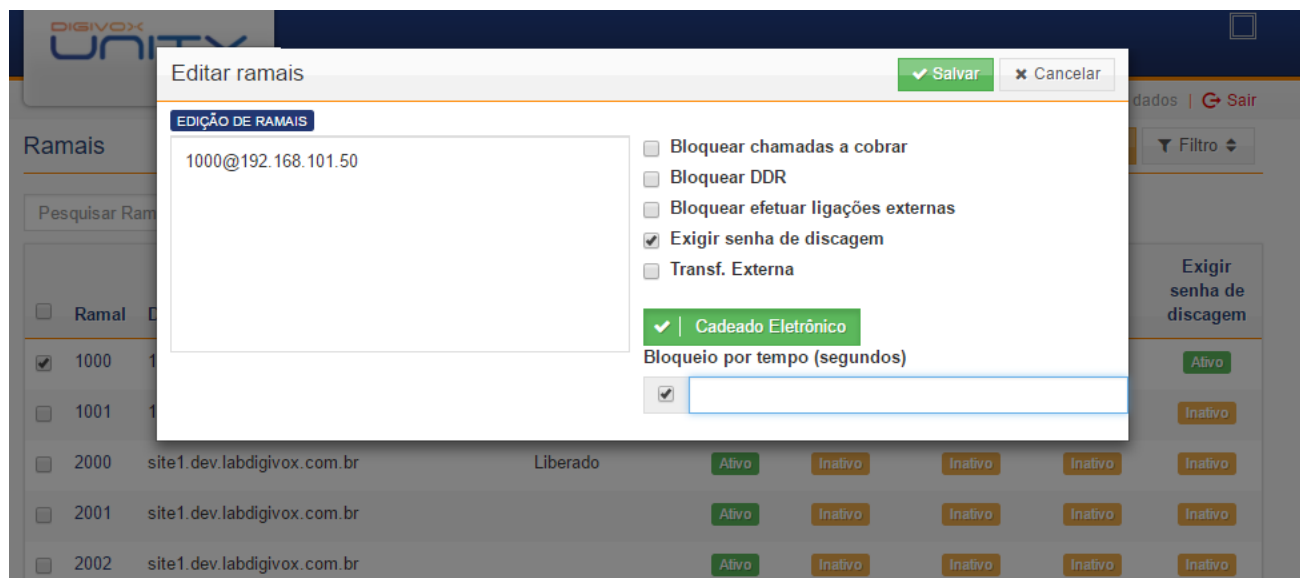 DIGIVOX
UNITY
Editar ramais
Salvar
Cancelar
dados | Sair
EDIÇÃO DE RAMAIS
Ramais
Filtro
1000@192.168.101.50
Bloquear chamadas a cobrar
Bloquear DDR
Bloquear efetuar ligações externas
Exigir senha de discagem
Transf. Externa
Pesquisar Ram
Cadeado Eletrônico
Bloqueio por tempo (segundos)
Ramal D Exigir senha de discagem
1000 1 Ativo
1001 1 Inativo
2000 site1.dev.labdigivox.com.br Liberado Ativo Inativo Inativo Inativo Inativo
2001 site1.dev.labdigivox.com.br Ativo Inativo Inativo Inativo Inativo
2002 site1.dev.labdigivox.com.br Ativo Inativo Inativo Inativo Inativo